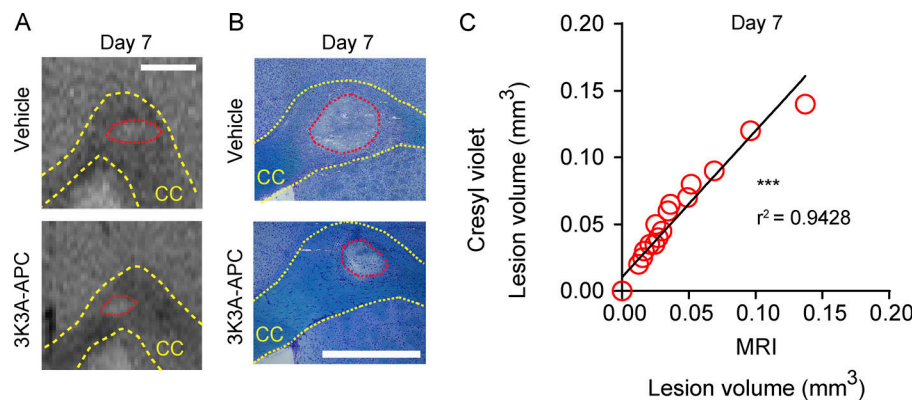 A
Day 7
Vehicle
CC
3K3A-APC
CC
B
Day 7
Vehicle
CC
3K3A-APC
CC
C
Day 7
Cresyl violet
Lesion volume (mm³)
0.20
0.15
0.10
0.05
0.00
***
r² = 0.9428
0.00 0.05 0.10 0.15 0.20
MRI
Lesion volume (mm³)